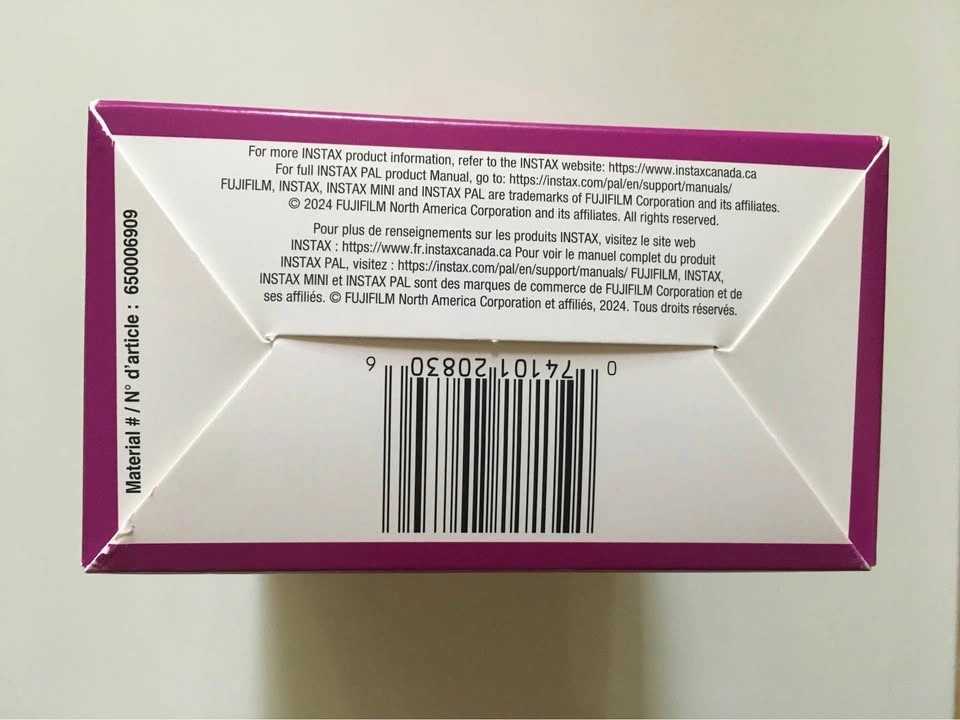 For more INSTAX product information, refer to the INSTAX website: https://www.instaxcanada.ca
For full INSTAX PAL product Manual, go to: https://instax.com/pal/en/support/manuals/
FUJIFILM, INSTAX, INSTAX MINI and INSTAX PAL are trademarks of FUJIFILM Corporation and its affiliates.
© 2024 FUJIFILM North America Corporation and its affiliates. All rights reserved.
Pour plus de renseignements sur les produits INSTAX, visitez le site web
INSTAX : https://www.fr.instaxcanada.ca Pour voir le manuel complet du produit
INSTAX PAL, visitez : https://instax.com/pal/en/support/manuals/ FUJIFILM, INSTAX,
INSTAX MINI et INSTAX PAL sont des marques de commerce de FUJIFILM Corporation et de
ses affiliés. © FUJIFILM North America Corporation et affiliés, 2024. Tous droits réservés.
Material # / N° d'article : 650006909
0 74101 20830 6